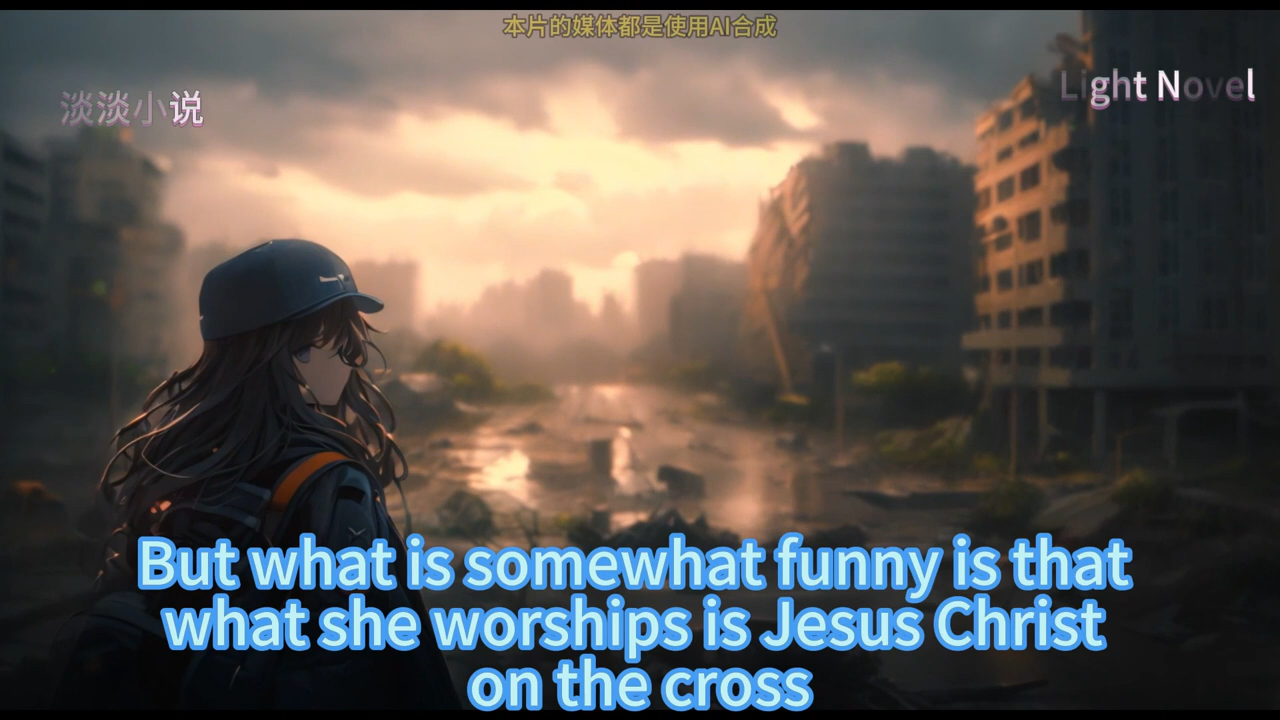 本片的媒体都是使用AI合成
淡淡小说
Light Novel
But what is somewhat funny is that
what she worships is Jesus Christ
on the cross